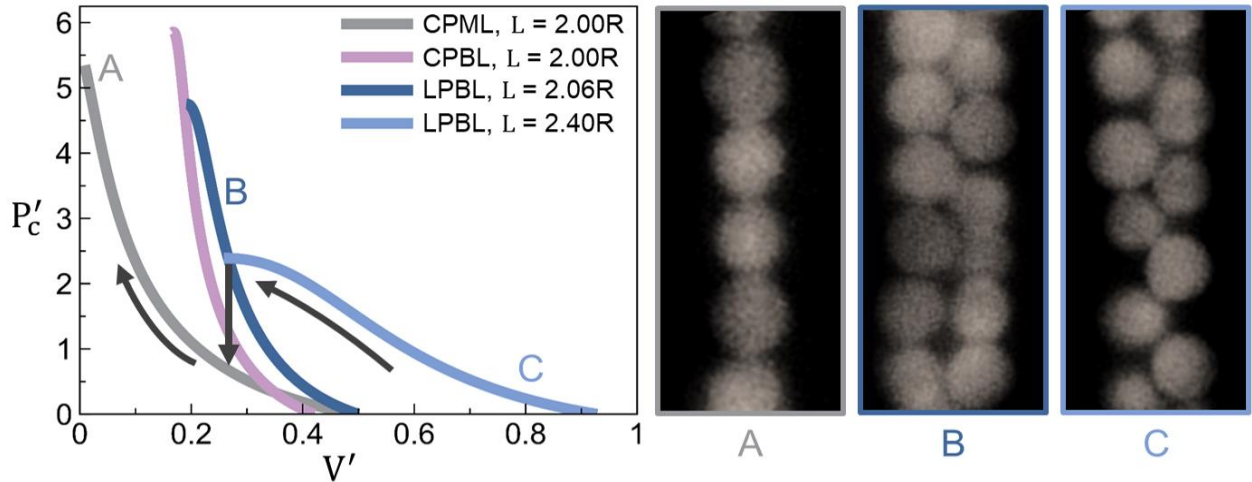 6
5
4
3
2
1
0
P′c
0
0.2
0.4
0.6
0.8
1
V′
CPML, L = 2.00R
CPBL, L = 2.00R
LPBL, L = 2.06R
LPBL, L = 2.40R
A
B
C
A
B
C